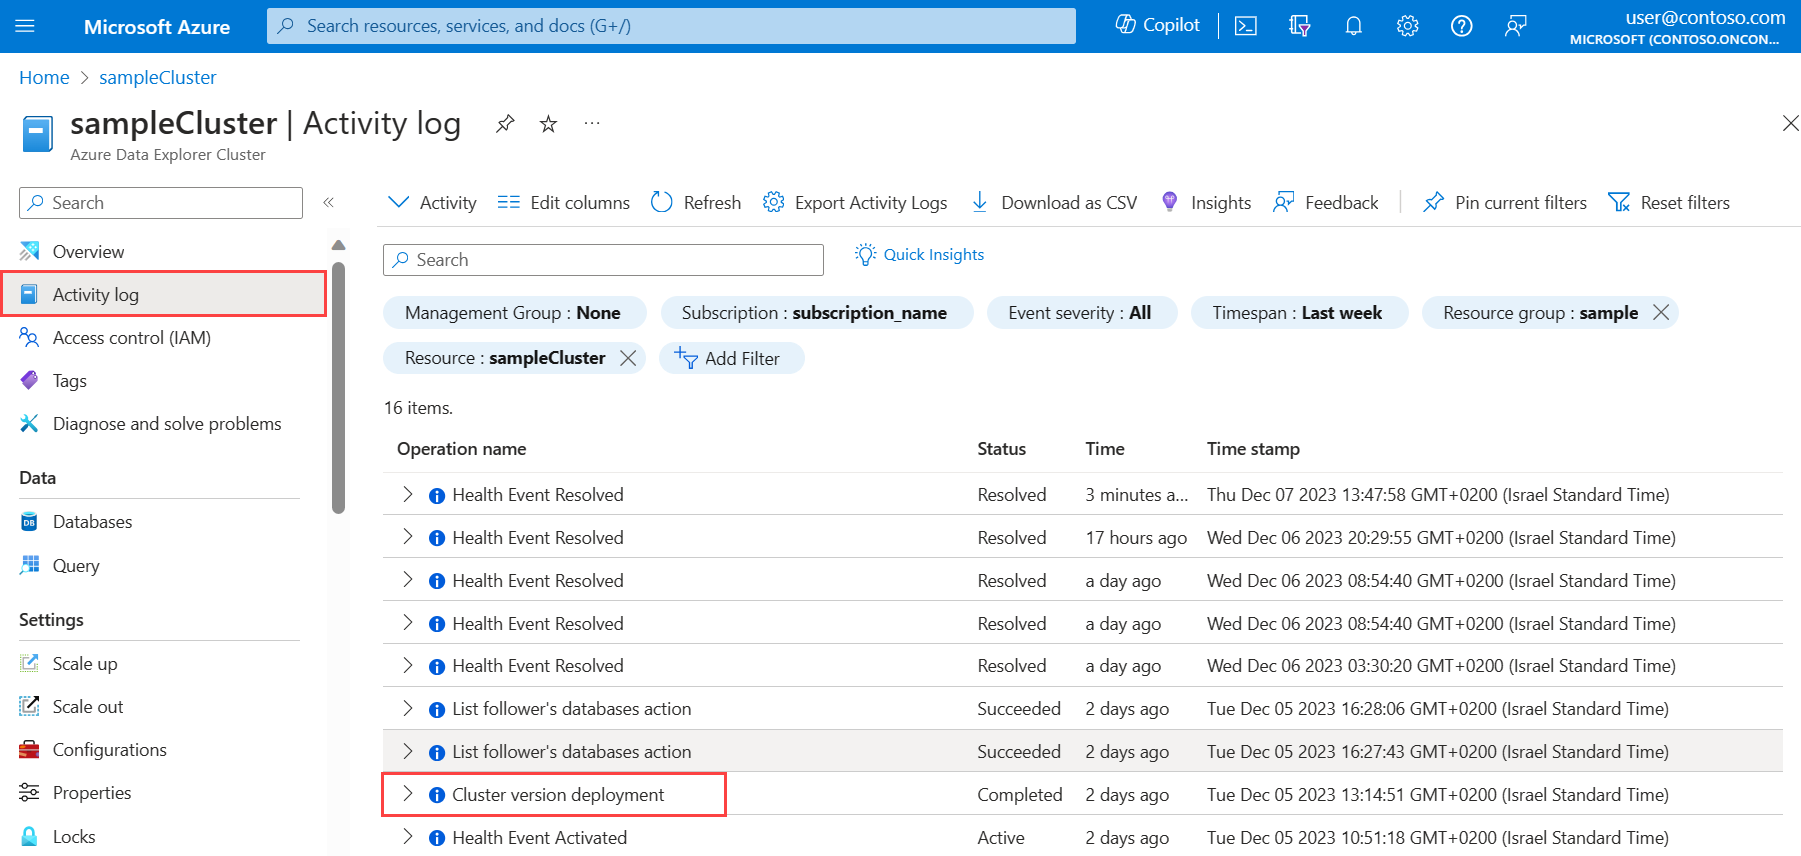 Microsoft Azure
Search resources, services, and docs (G+/)
Copilot
user@contoso.com
MICROSOFT (CONTOSO.ONCON...
Home > sampleCluster
sampleCluster | Activity log
...
Azure Data Explorer Cluster
Search
«
Overview
Activity log
Access control (IAM)
Tags
Diagnose and solve problems
Data
Databases
Query
Settings
Scale up
Scale out
Configurations
Properties
Locks
Activity Edit columns Refresh Export Activity Logs Download as CSV Insights Feedback Pin current filters Reset filters
Search
Quick Insights
Management Group : None Subscription : subscription_name Event severity : All Timespan : Last week Resource group : sample
Resource : sampleCluster Add Filter
16 items.
Operation name Status Time Time stamp
Health Event Resolved Resolved 3 minutes a... Thu Dec 07 2023 13:47:58 GMT+0200 (Israel Standard Time)
Health Event Resolved Resolved 17 hours ago Wed Dec 06 2023 20:29:55 GMT+0200 (Israel Standard Time)
Health Event Resolved Resolved a day ago Wed Dec 06 2023 08:54:40 GMT+0200 (Israel Standard Time)
Health Event Resolved Resolved a day ago Wed Dec 06 2023 08:54:40 GMT+0200 (Israel Standard Time)
Health Event Resolved Resolved a day ago Wed Dec 06 2023 03:30:20 GMT+0200 (Israel Standard Time)
List follower's databases action Succeeded 2 days ago Tue Dec 05 2023 16:28:06 GMT+0200 (Israel Standard Time)
List follower's databases action Succeeded 2 days ago Tue Dec 05 2023 16:27:43 GMT+0200 (Israel Standard Time)
Cluster version deployment Completed 2 days ago Tue Dec 05 2023 13:14:51 GMT+0200 (Israel Standard Time)
Health Event Activated Active 2 days ago Tue Dec 05 2023 10:51:18 GMT+0200 (Israel Standard Time)